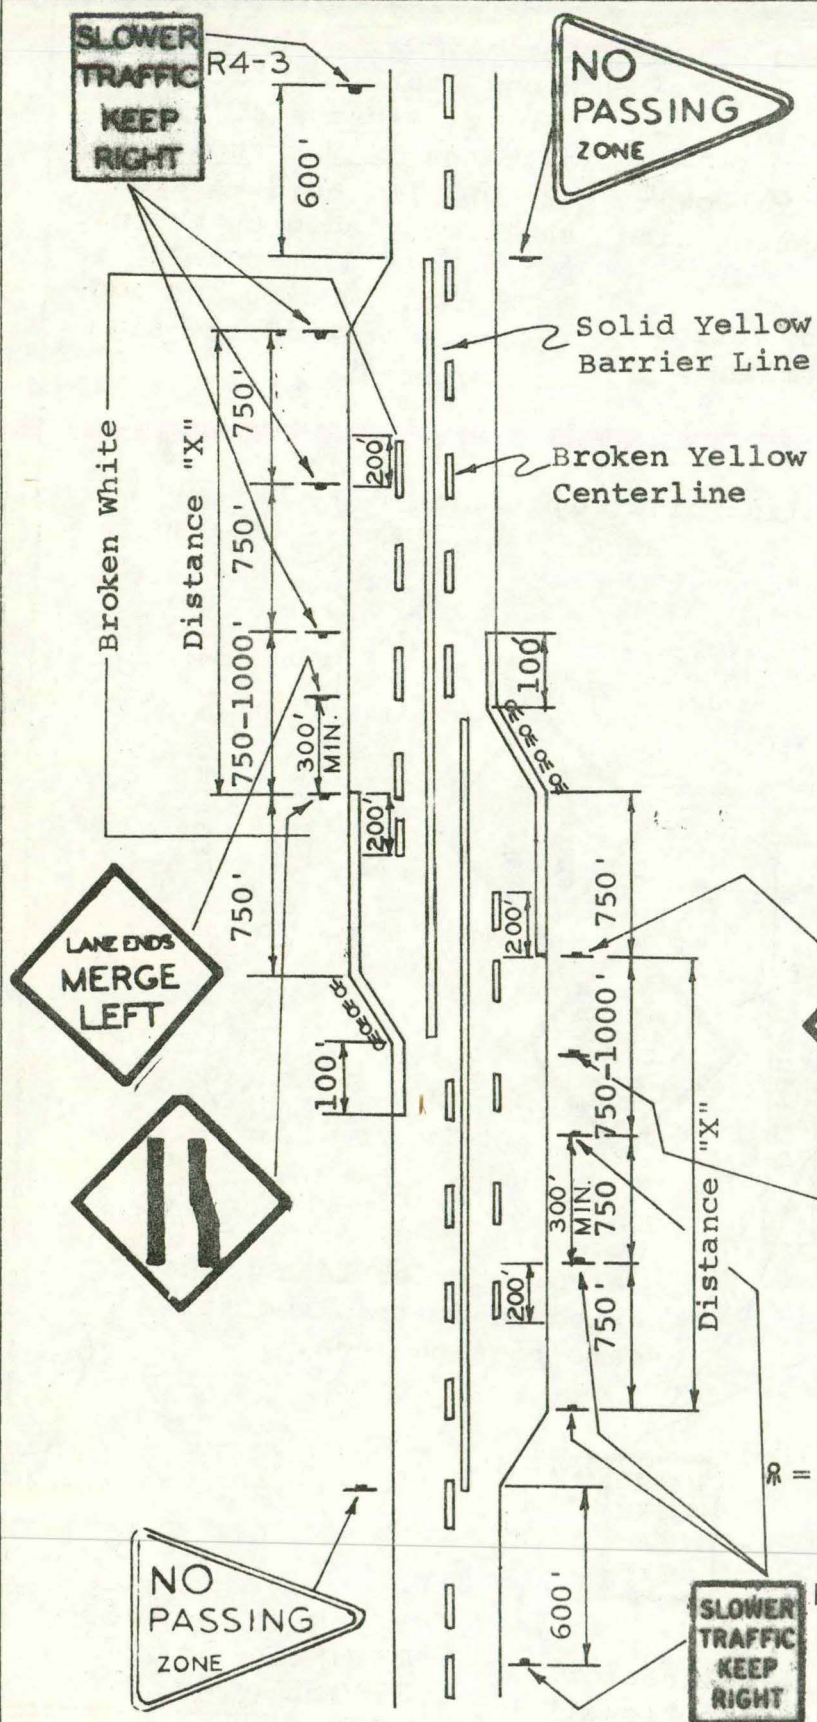 SLOWER
TRAFFIC
KEEP
RIGHT
R4-3
NO
PASSING
ZONE
600'
Solid Yellow
Barrier Line
Broken Yellow
Centerline
Broken White
Distance "X"
750'
750'
750-1000'
300'
MIN.
200'
200'
750'
100'
100'
LANE ENDS
MERGE
LEFT
200'
750'
750-1000'
300'
MIN.
750
750'
200'
Distance "X"
600'
=
NO
PASSING
ZONE
SLOWER
TRAFFIC
KEEP
RIGHT